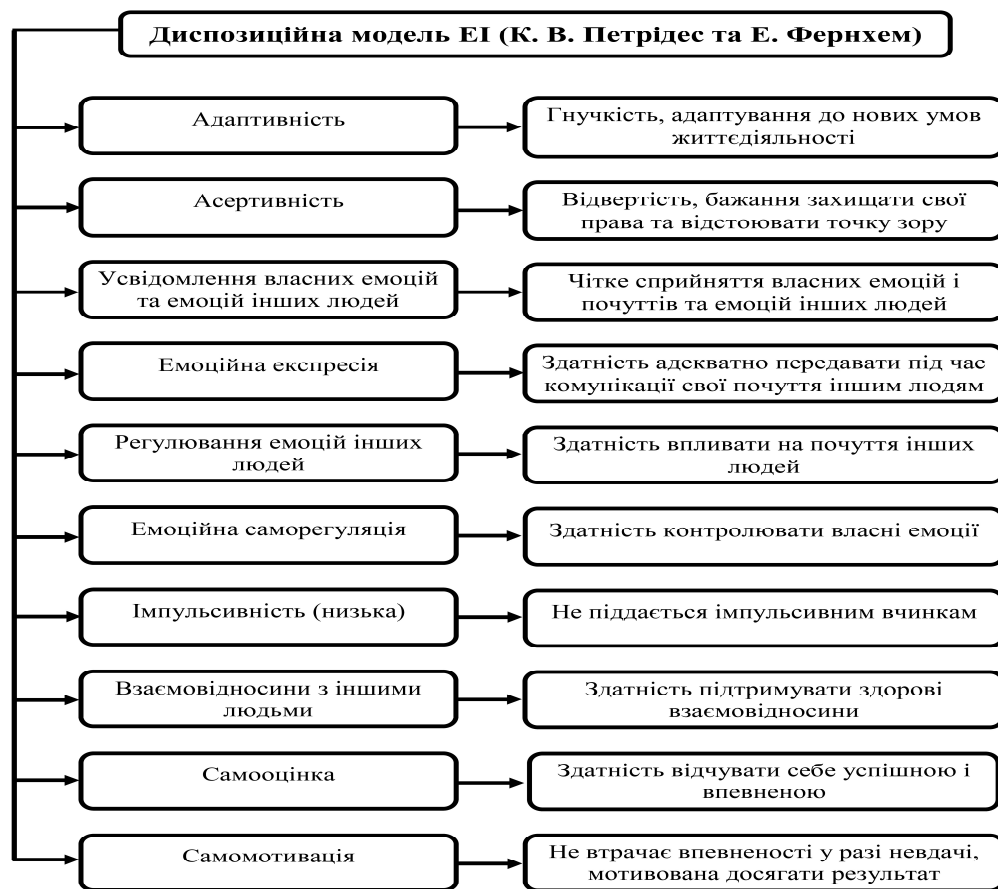 Диспозиційна модель ЕІ (К. В. Петрідес та Е. Фернхем)
Адаптивність
Гнучкість, адаптування до нових умов
життєдіяльності
Асертивність
Відвертість, бажання захищати свої
права та відстоювати точку зору
Усвідомлення власних емоцій
та емоцій інших людей
Чітке сприйняття власних емоцій і
почуттів та емоцій інших людей
Емоційна експресія
Здатність адекватно передавати під час
комунікації свої почуття іншим людям
Регулювання емоцій інших
людей
Здатність впливати на почуття інших
людей
Емоційна саморегуляція
Здатність контролювати власні емоції
Імпульсивність (низька)
Не піддається імпульсивним вчинкам
Взаємовідносини з іншими
людьми
Здатність підтримувати здорові
взаємовідносини
Самооцінка
Здатність відчувати себе успішною і
впевненою
Самомотивація
Не втрачає впевненості у разі невдачі,
мотивована досягати результат